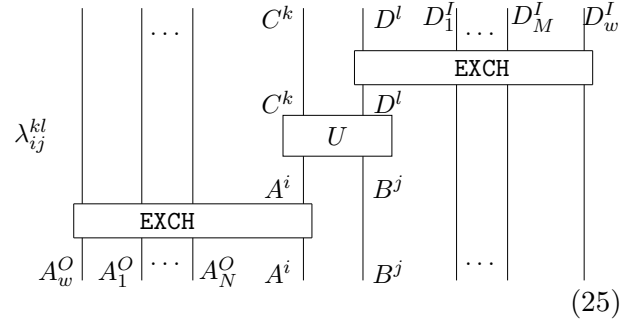 … C^k D^l D_1^I … D_M^I D_w^I
EXCH
C^k D^l
λ_{ij}^{kl} U
A^i B^j
EXCH
A_w^O A_1^O … A_N^O A^i B^j …
(25)